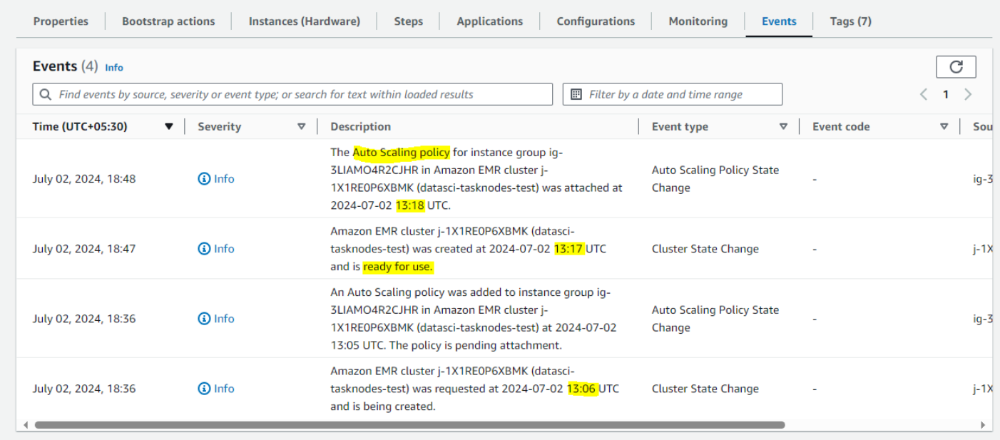 Properties
Bootstrap actions
Instances (Hardware)
Steps
Applications
Configurations
Monitoring
Events
Tags (7)
Events (4) Info
Find events by source, severity or event type; or search for text within loaded results
Filter by a date and time range
1
Time (UTC+05:30)
Severity
Description
Event type
Event code
Sou
July 02, 2024, 18:48
Info
The Auto Scaling policy for instance group ig-
3LIAMO4R2CJHR in Amazon EMR cluster j-
1X1RE0P6XBMK (datasci-tasknodes-test) was attached at
2024-07-02 13:18 UTC.
Auto Scaling Policy State
Change
-
ig-3
July 02, 2024, 18:47
Info
Amazon EMR cluster j-1X1RE0P6XBMK (datasci-
tasknodes-test) was created at 2024-07-02 13:17 UTC
and is ready for use.
Cluster State Change
-
j-1X
July 02, 2024, 18:36
Info
An Auto Scaling policy was added to instance group ig-
3LIAMO4R2CJHR in Amazon EMR cluster j-
1X1RE0P6XBMK (datasci-tasknodes-test) at 2024-07-02
13:05 UTC. The policy is pending attachment.
Auto Scaling Policy State
Change
-
ig-3
July 02, 2024, 18:36
Info
Amazon EMR cluster j-1X1RE0P6XBMK (datasci-
tasknodes-test) was requested at 2024-07-02 13:06 UTC
and is being created.
Cluster State Change
-
j-1X